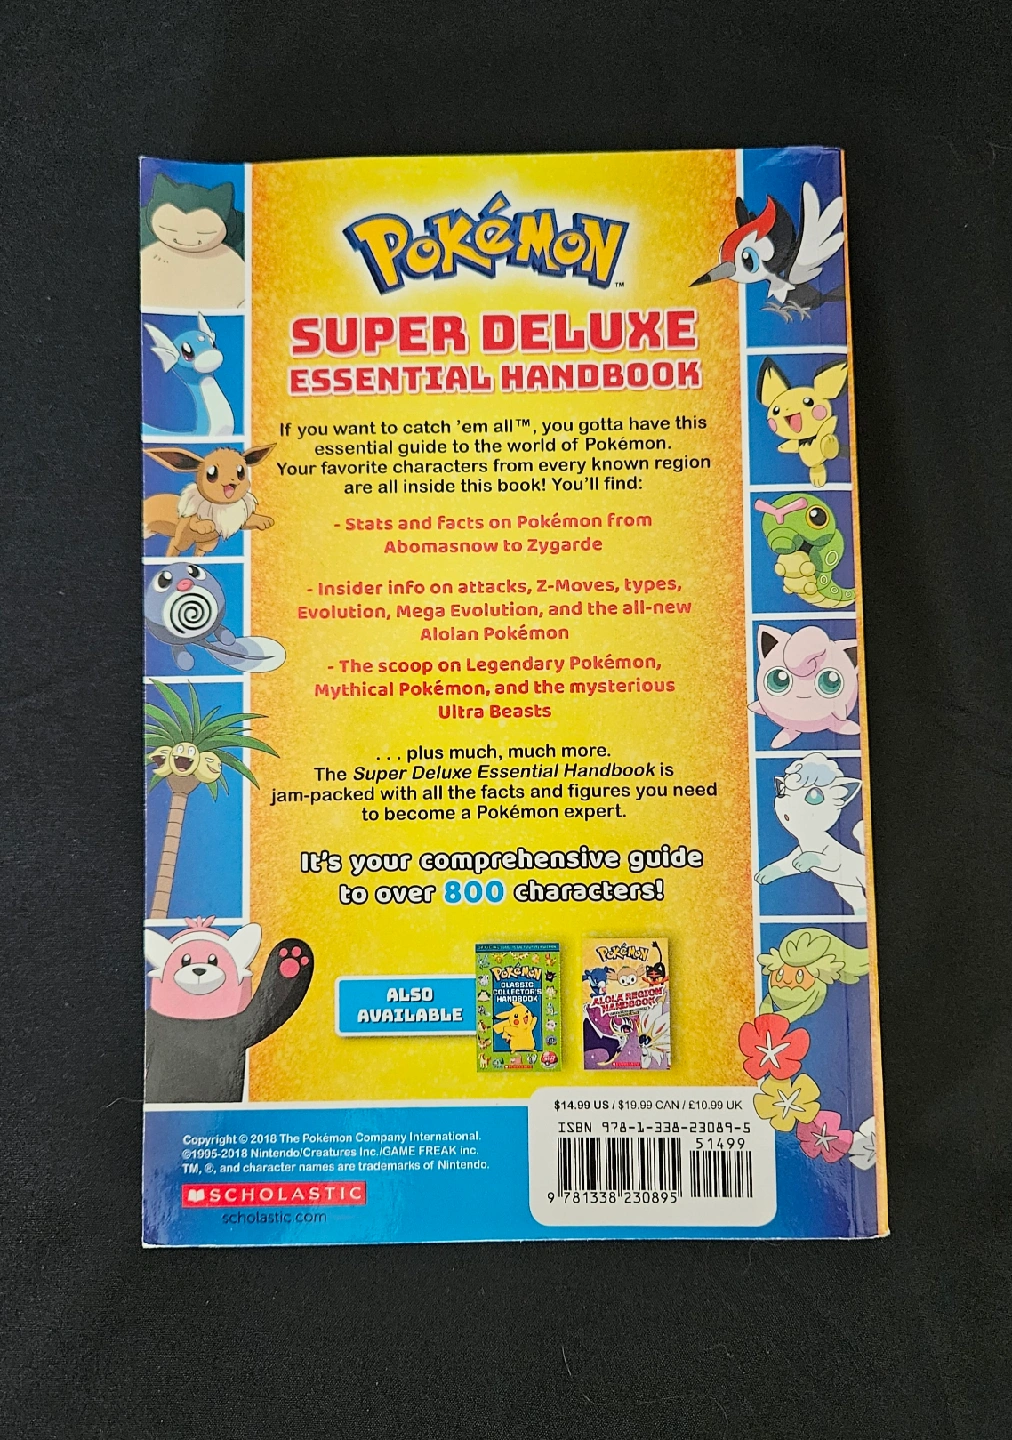 POKéMON™
SUPER DELUXE
ESSENTIAL HANDBOOK
If you want to catch 'em all™, you gotta have this
essential guide to the world of Pokémon.
Your favorite characters from every known region
are all inside this book! You'll find:
- Stats and facts on Pokémon from
Abomasnow to Zygarde
- Insider info on attacks, Z-Moves, types,
Evolution, Mega Evolution, and the all-new
Alolan Pokémon
- The scoop on Legendary Pokémon,
Mythical Pokémon, and the mysterious
Ultra Beasts
. . . plus much, much more.
The Super Deluxe Essential Handbook is
jam-packed with all the facts and figures you need
to become a Pokémon expert.
It's your comprehensive guide
to over 800 characters!
ALSO
AVAILABLE
POKéMON
CLASSIC
COLLECTOR'S
HANDBOOK
POKéMON
ALOLA REGION
HANDBOOK
$14.99 US / $19.99 CAN / £10.99 UK
ISBN 978-1-338-23089-5
51499
9 781338 230895
Copyright © 2018 The Pokémon Company International.
©1995-2018 Nintendo/Creatures Inc./GAME FREAK inc.
TM, ®, and character names are trademarks of Nintendo.
SCHOLASTIC
scholastic.com